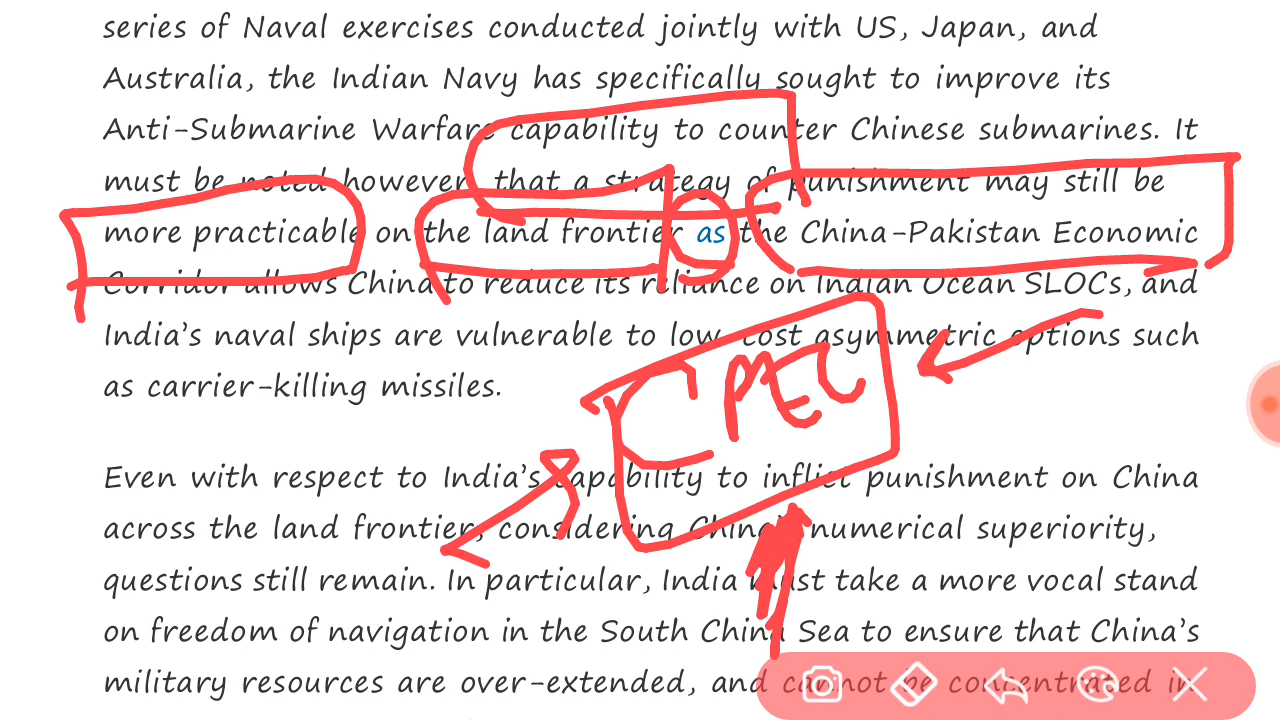 series of Naval exercises conducted jointly with US, Japan, and
Australia, the Indian Navy has specifically sought to improve its
Anti-Submarine Warfare capability to counter Chinese submarines. It
must be noted however, that a strategy of punishment may still be
more practicable on the land frontier as the China-Pakistan Economic
Corridor allows China to reduce its reliance on Indian Ocean SLOCs, and
India's naval ships are vulnerable to low-cost asymmetric options such
as carrier-killing missiles.
CPEC
Even with respect to India's capability to inflict punishment on China
across the land frontier, considering China's numerical superiority,
questions still remain. In particular, India must take a more vocal stand
on freedom of navigation in the South China Sea to ensure that China's
military resources are over-extended, and cannot be concentrated in